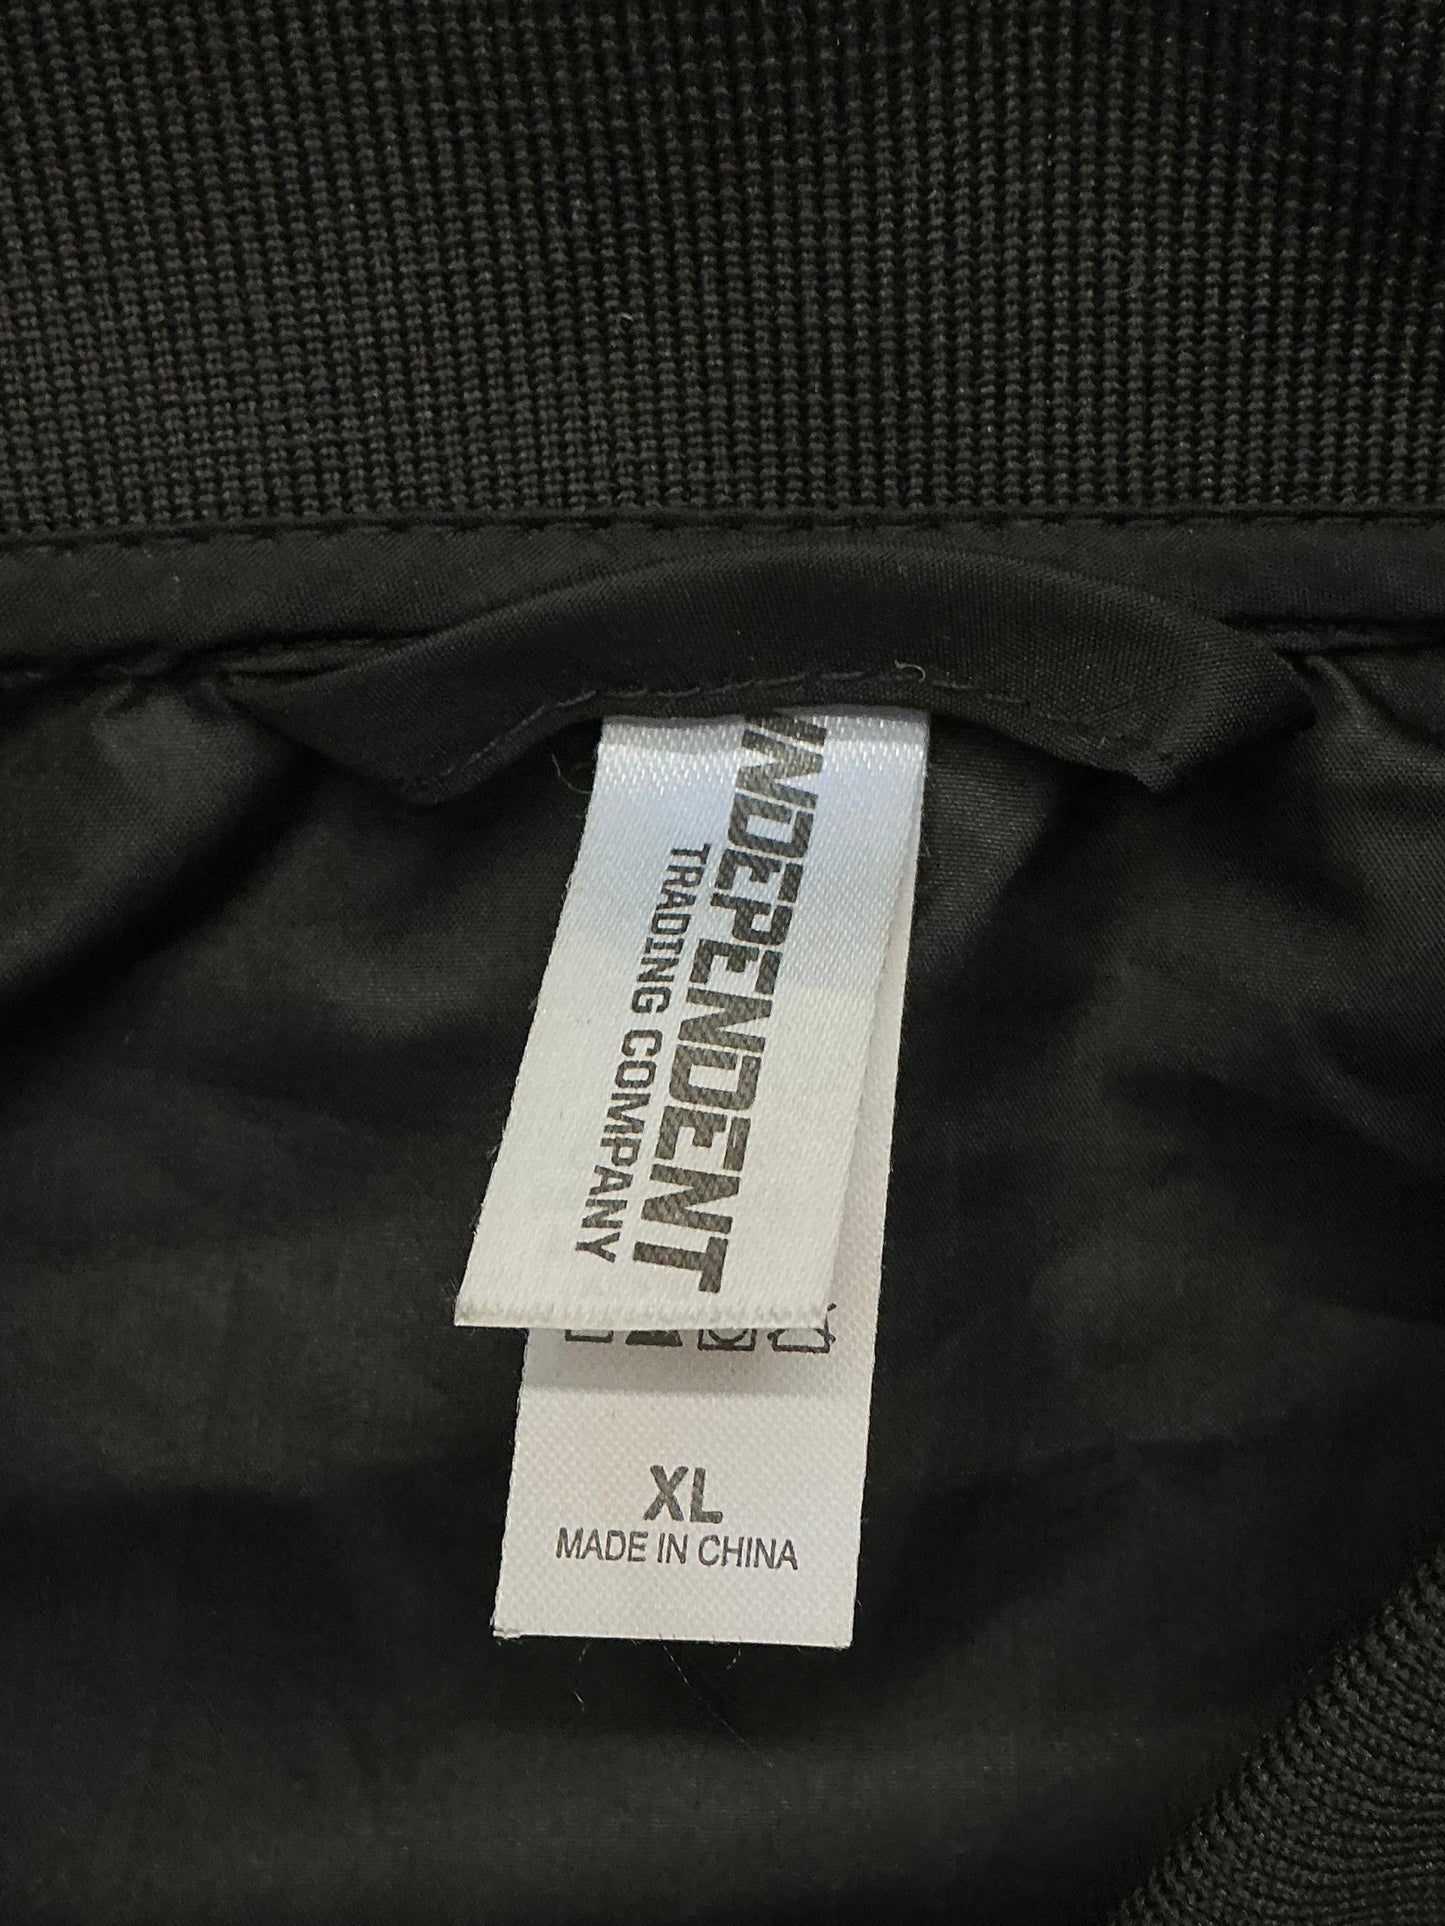 INDEPENDENT
TRADING COMPANY
XL
MADE IN CHINA